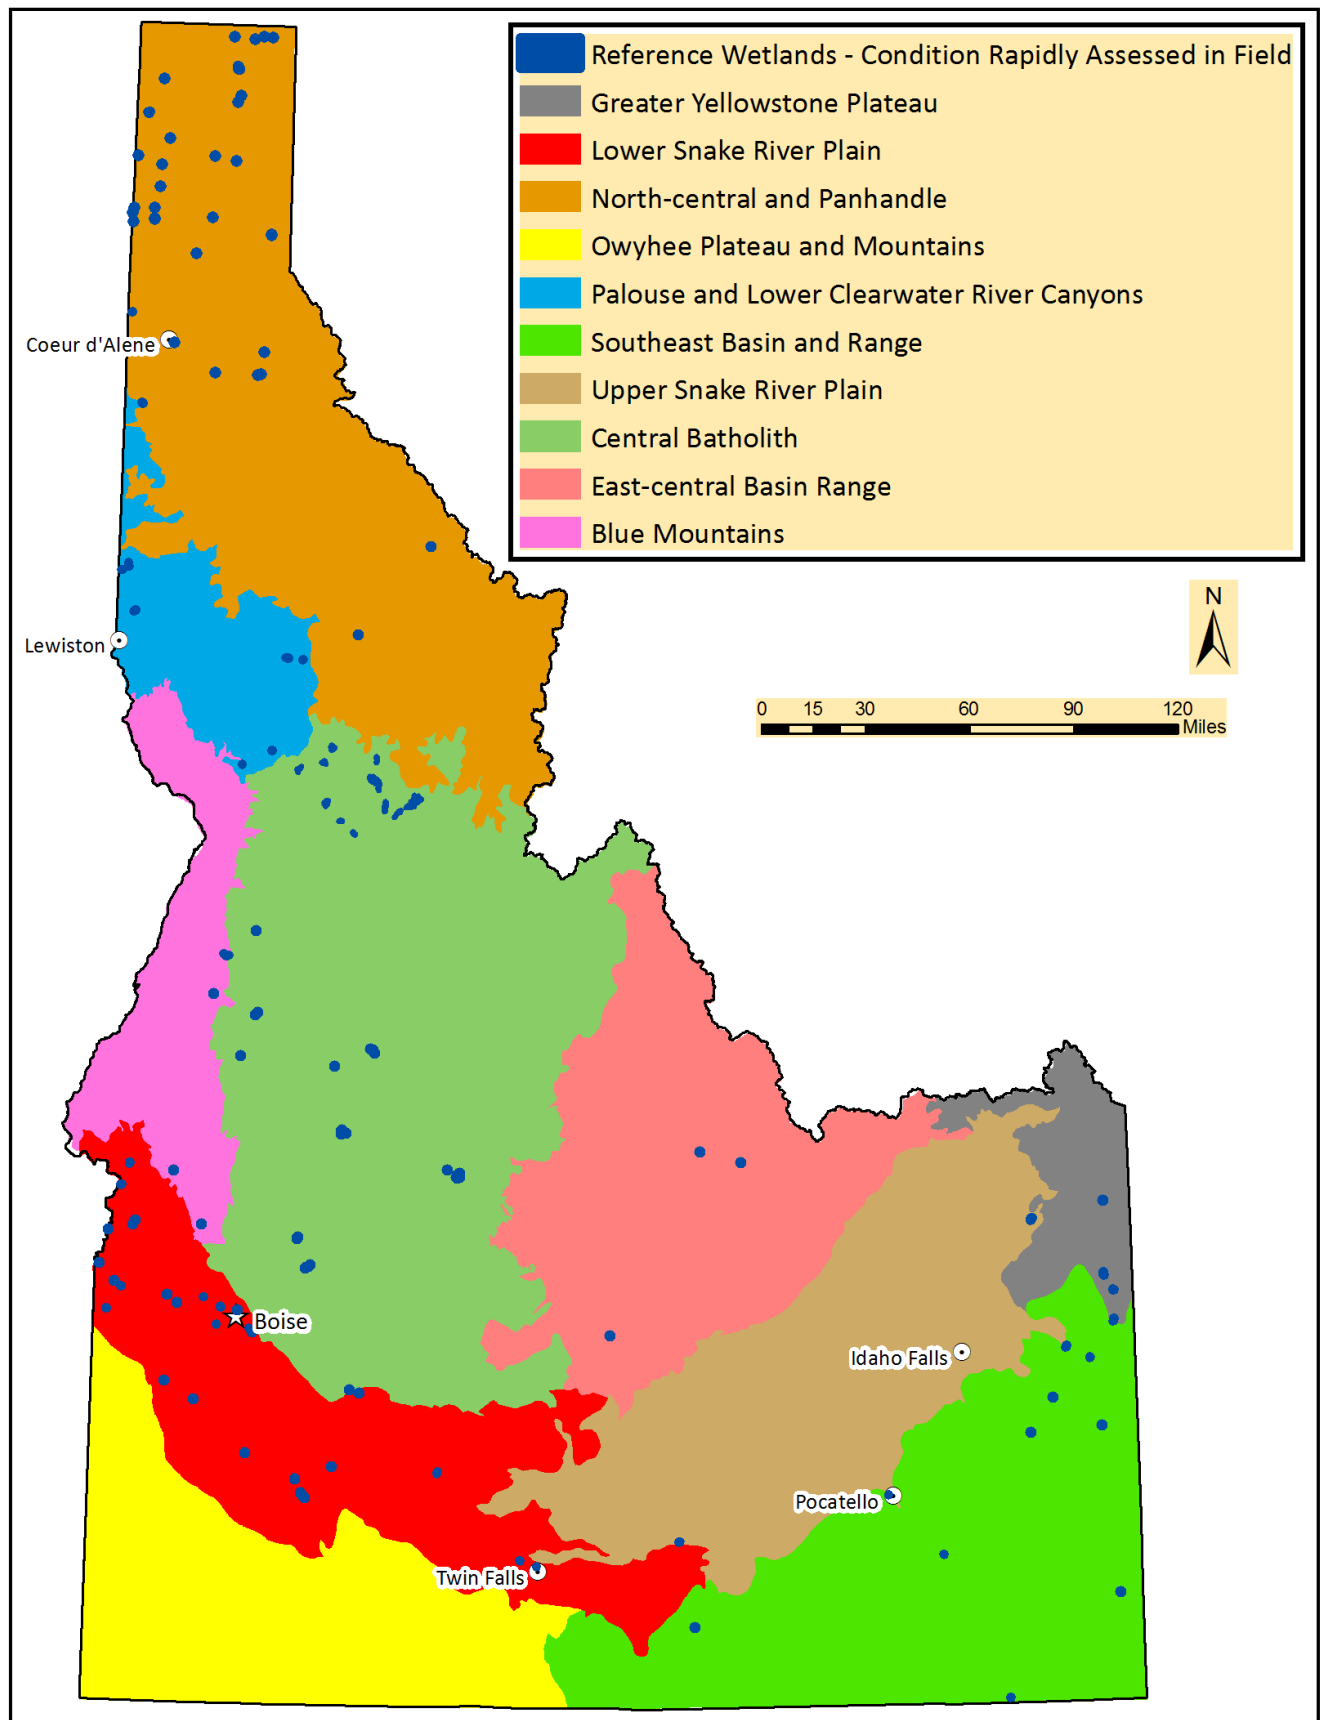 Reference Wetlands - Condition Rapidly Assessed in Field
Greater Yellowstone Plateau
Lower Snake River Plain
North-central and Panhandle
Owyhee Plateau and Mountains
Palouse and Lower Clearwater River Canyons
Southeast Basin and Range
Upper Snake River Plain
Central Batholith
East-central Basin Range
Blue Mountains
Coeur d'Alene
N
Lewiston
0 15 30 60 90 120
Miles
Boise
Idaho Falls
Pocatello
Twin Falls